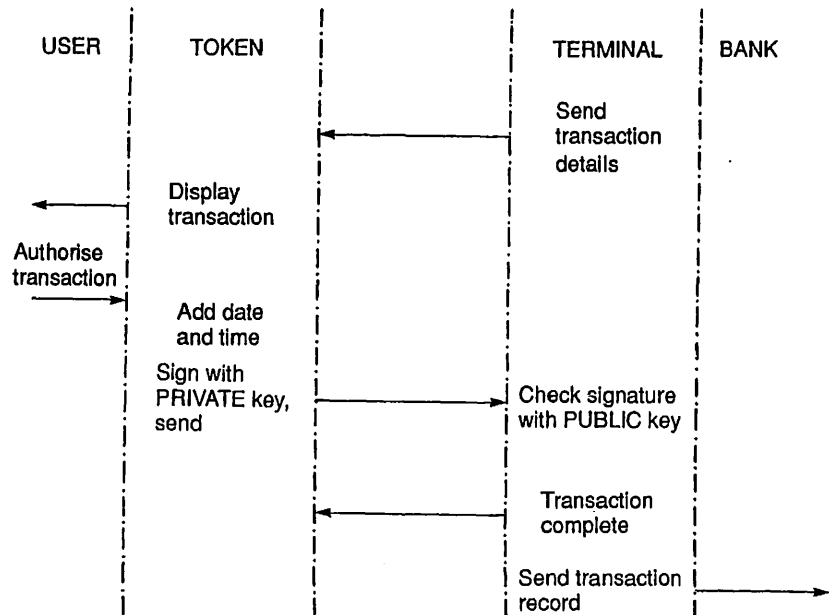 USER TOKEN TERMINAL BANK
Send
transaction
details
Display
transaction
Authorise
transaction
Add date
and time
Sign with
PRIVATE key,
send
Check signature
with PUBLIC key
Transaction
complete
Send transaction
record